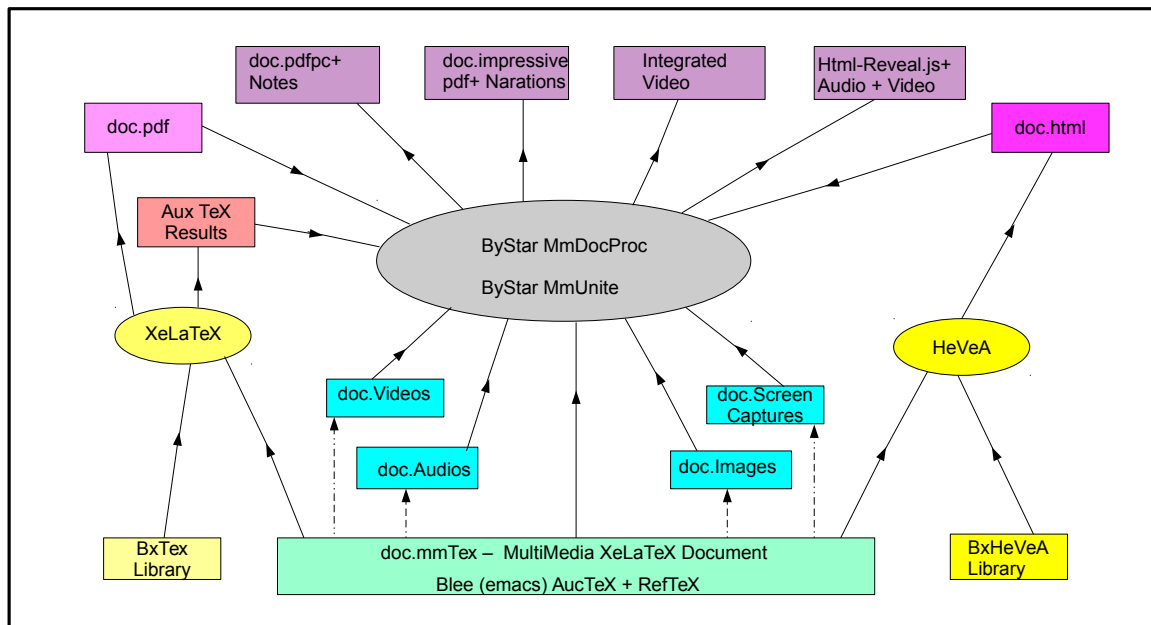 doc.pdfpc+
Notes
doc.impressive
pdf+ Narations
Integrated
Video
Html-Reveal.js+
Audio + Video
doc.pdf
doc.html
Aux TeX
Results
ByStar MmDocProc
ByStar MmUnite
XeLaTeX
HeVeA
doc.Videos
doc.Screen
Captures
doc.Audios
doc.Images
BxTex
Library
doc.mmTex – MultiMedia XeLaTeX Document
Blee (emacs) AucTeX + RefTeX
BxHeVeA
Library